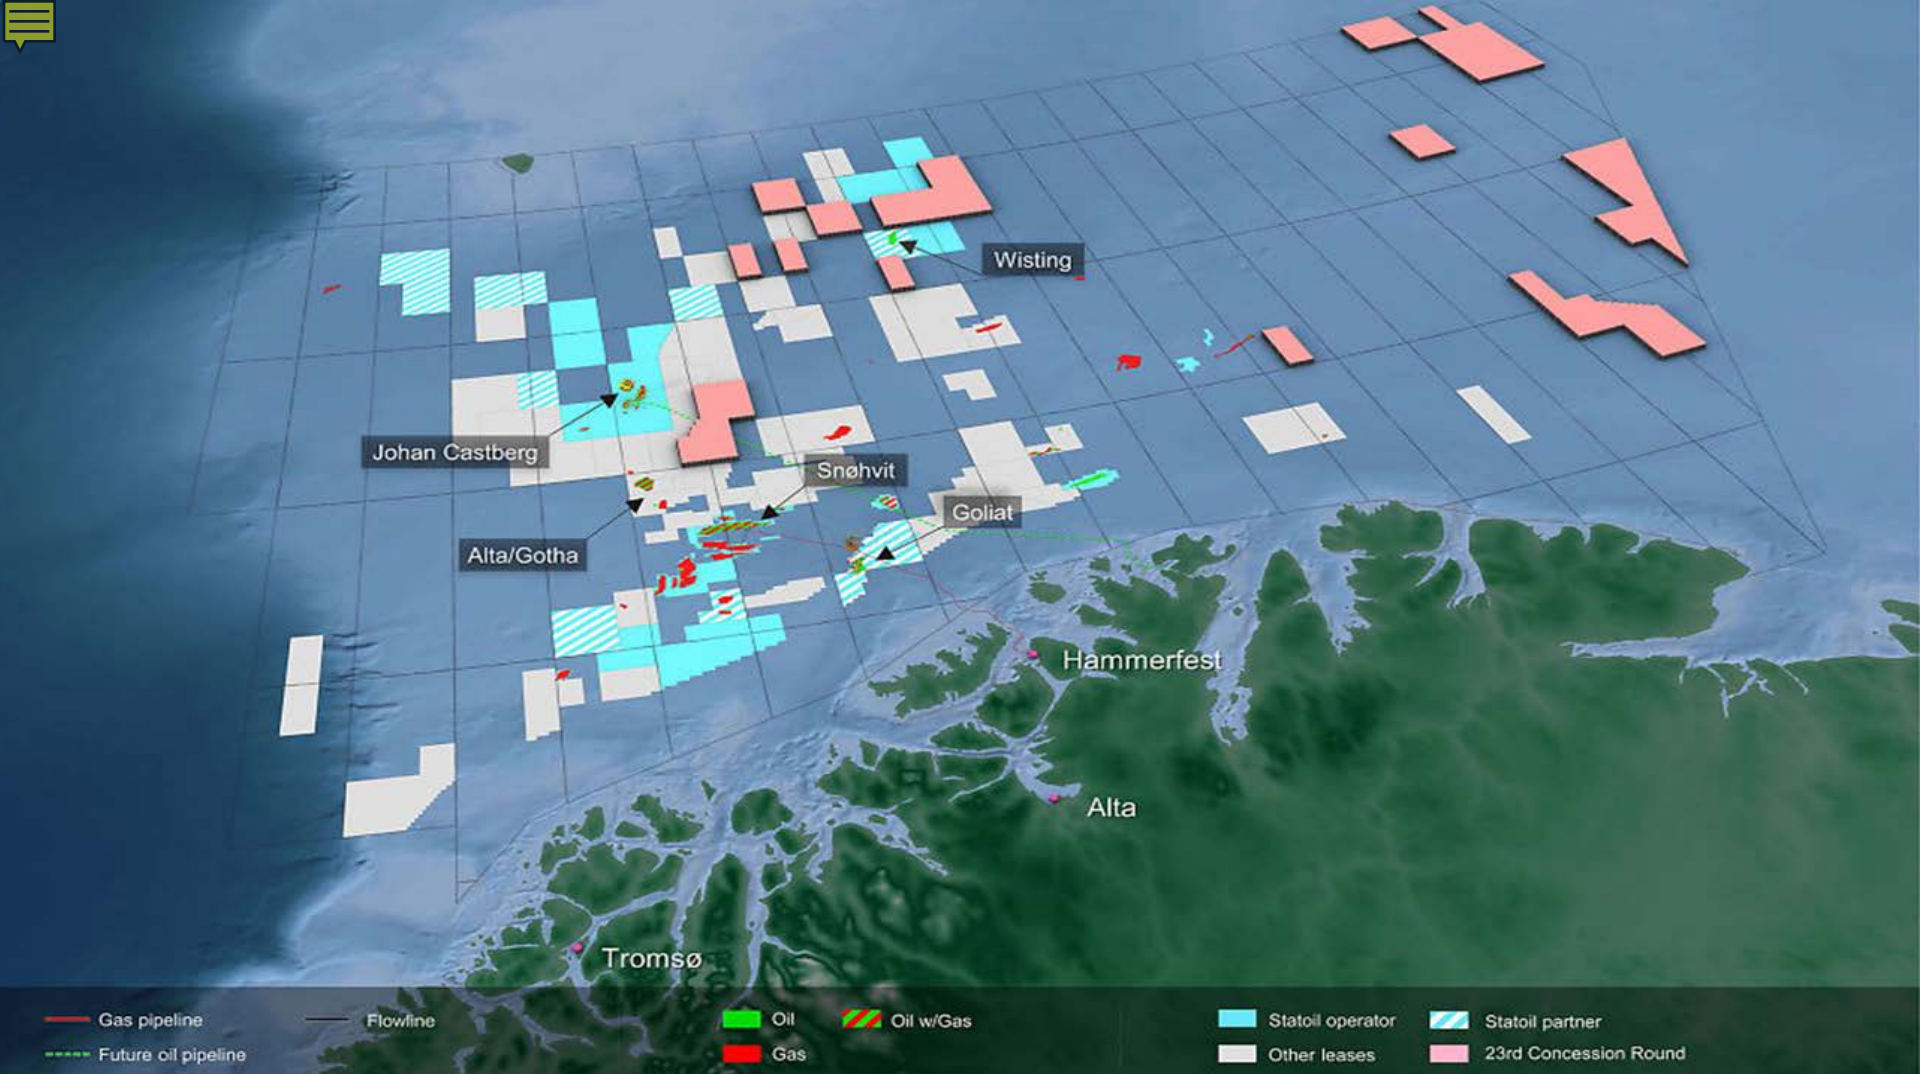 Wisting
Johan Castberg
Snøhvit
Goliat
Alta/Gotha
Hammerfest
Alta
Tromsø
Gas pipeline
Flowline
Oil
Oil w/Gas
Statoil operator
Statoil partner
Future oil pipeline
Gas
Other leases
23rd Concession Round